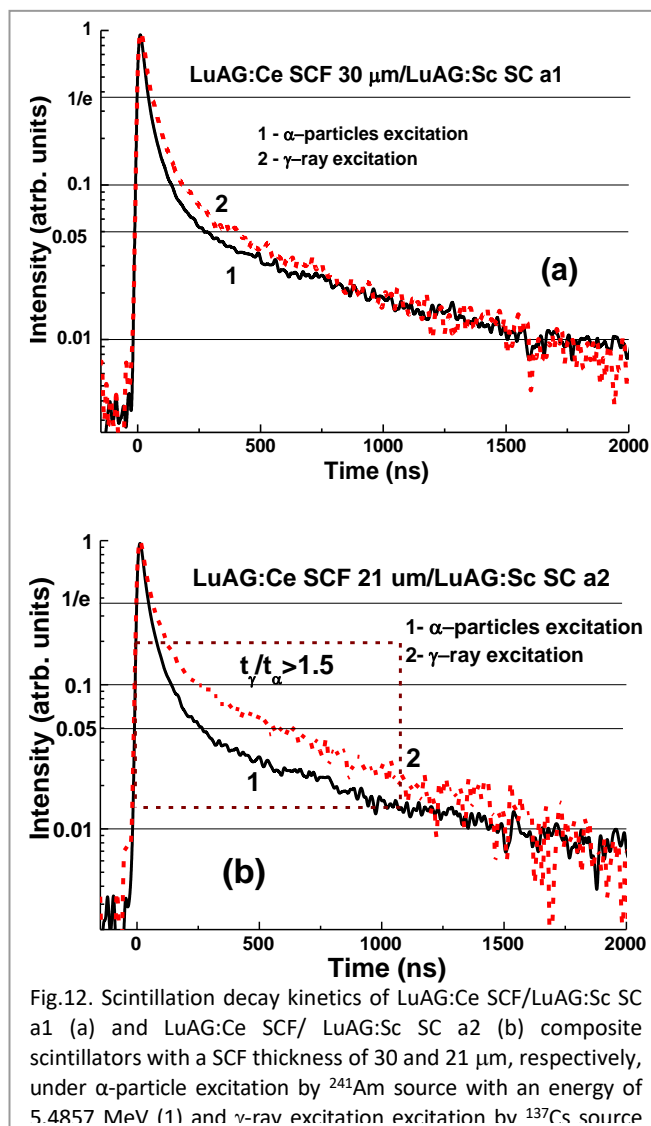 1
LuAG:Ce SCF 30 μm/LuAG:Sc SC a1
1/e
1 - α–particles excitation
2 - γ–ray excitation
0.1
2
0.05
1
(a)
0.01
Intensity (atrb. units)
0 500 750 1000 1250 1500 2000
Time (ns)
1
LuAG:Ce SCF 21 um/LuAG:Sc SC a2
1/e
1- α–particles excitation
2- γ–ray excitation
tγ/tα>1.5
0.1
0.05
2
1
0.01
(b)
Intensity (atrb. units)
0 500 750 1000 1250 1500 2000
Time (ns)
Fig.12. Scintillation decay kinetics of LuAG:Ce SCF/LuAG:Sc SC
a1 (a) and LuAG:Ce SCF/ LuAG:Sc SC a2 (b) composite
scintillators with a SCF thickness of 30 and 21 μm, respectively,
under α-particle excitation by ²⁴¹Am source with an energy of
5.4857 MeV (1) and γ-ray excitation excitation by ¹³⁷Cs source